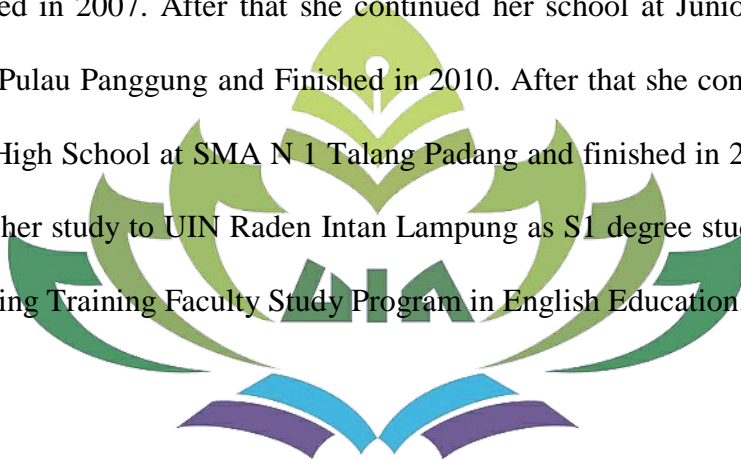 ed in 2007. After that she continued her school at Junio
Pulau Panggung and Finished in 2010. After that she con
High School at SMA N 1 Talang Padang and finished in 2
her study to UIN Raden Intan Lampung as S1 degree stu
ing Training Faculty Study Program in English Education
UIN